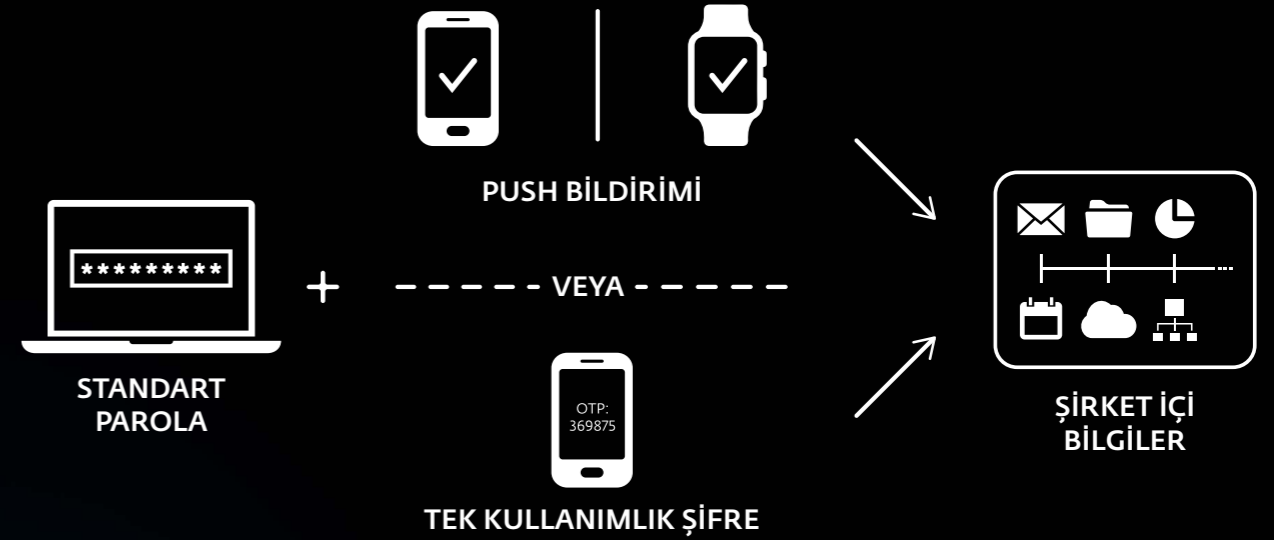 PUSH BİLDİRİMİ
*********
+
VEYA
STANDART
PAROLA
OTP:
369875
TEK KULLANIMLIK ŞİFRE
ŞİRKET İÇİ
BİLGİLER